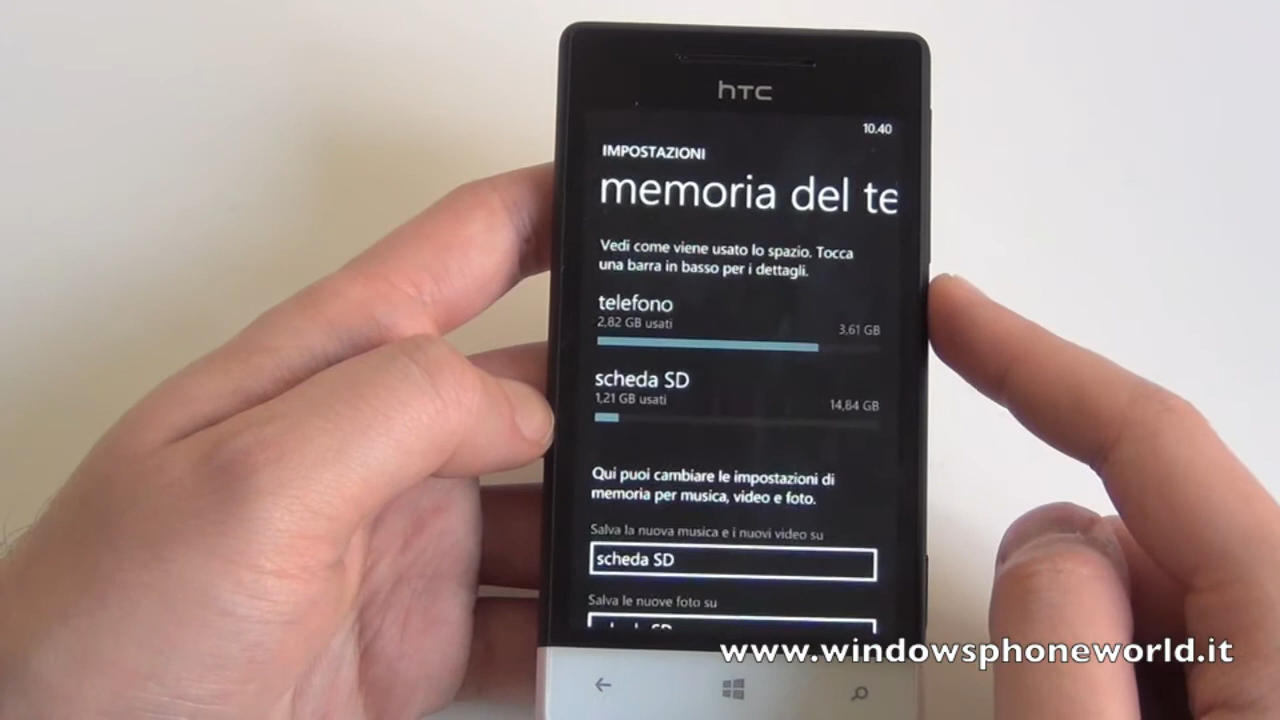 hTC
10.40
IMPOSTAZIONI
memoria del te
Vedi come viene usato lo spazio. Tocca
una barra in basso per i dettagli.
telefono
2,82 GB usati 3,61 GB
scheda SD
1,21 GB usati 14,84 GB
Qui puoi cambiare le impostazioni di
memoria per musica, video e foto.
Salva la nuova musica e i nuovi video su
scheda SD
Salva le nuove foto su
www.windowsphoneworld.it